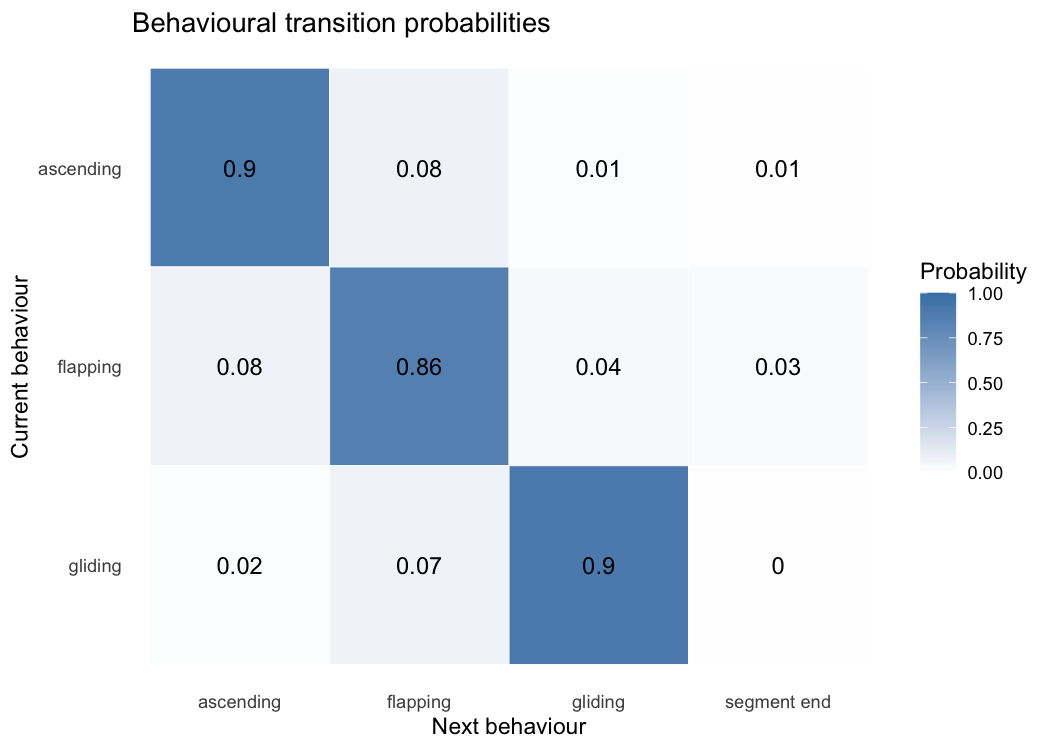 Behavioural transition probabilities
Current behaviour
ascending 0.9 0.08 0.01 0.01
flapping 0.08 0.86 0.04 0.03
gliding 0.02 0.07 0.9 0
ascending flapping gliding segment end
Next behaviour
Probability
1.00
0.75
0.50
0.25
0.00